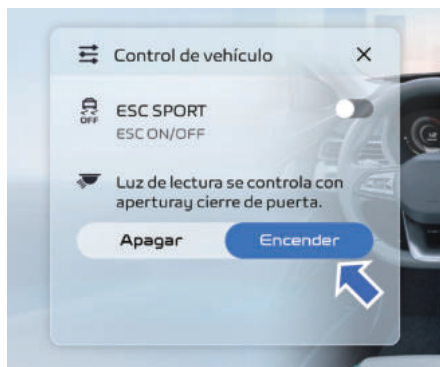 Control de vehículo
ESC SPORT
OFF
ESC ON/OFF
Luz de lectura se controla con
aperturay cierre de puerta.
Apagar Encender